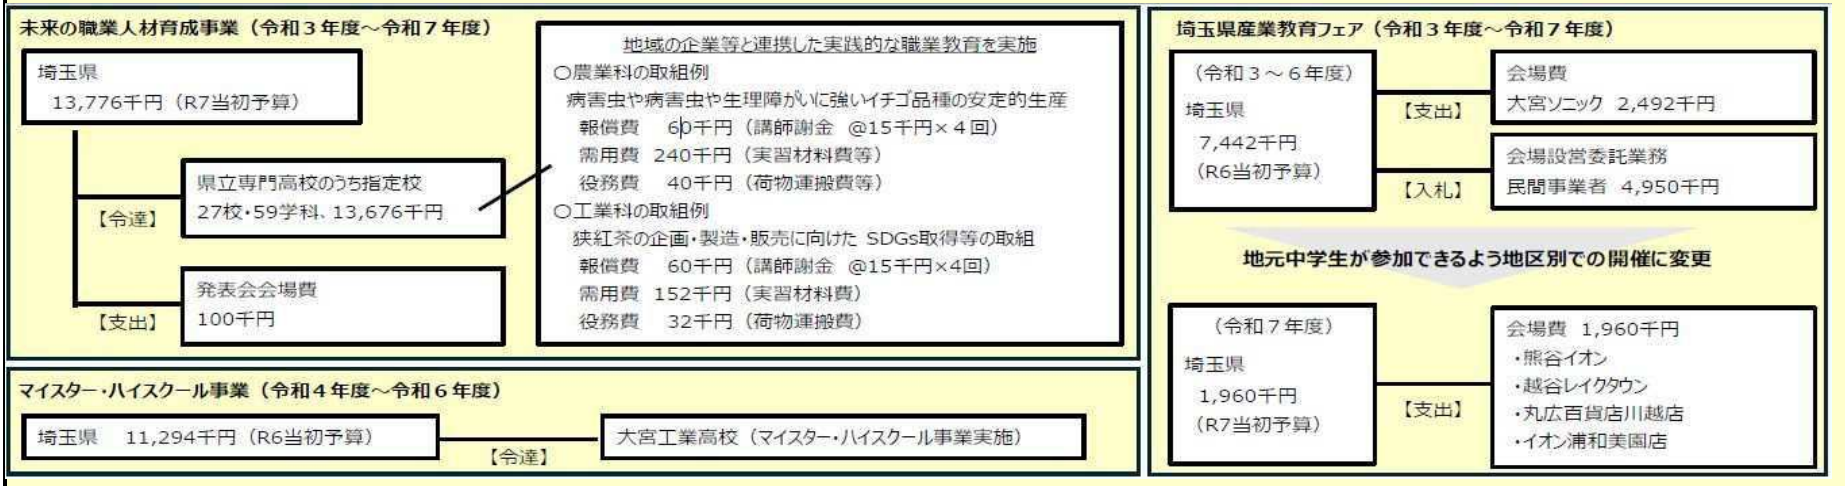 未来の職業人材育成事業（令和３年度～令和７年度）
埼玉県
13,776千円（R7当初予算）
【令達】
県立専門高校のうち指定校
27校・59学科、13,676千円
【支出】
発表会会場費
100千円
地域の企業等と連携した実践的な職業教育を実施
〇農業科の取組例
病害虫や病害虫や生理障がいに強いイチゴ品種の安定的生産
報償費　60千円（講師謝金　@15千円×４回）
需用費　240千円（実習材料費等）
役務費　40千円（荷物運搬費等）
〇工業科の取組例
狭紅茶の企画・製造・販売に向けた SDGs取得等の取組
報償費　60千円（講師謝金　@15千円×4回）
需用費　152千円（実習材料費）
役務費　32千円（荷物運搬費）
マイスター・ハイスクール事業（令和４年度～令和６年度）
埼玉県　11,294千円（R6当初予算）
【令達】
大宮工業高校（マイスター・ハイスクール事業実施）
埼玉県産業教育フェア（令和３年度～令和７年度）
（令和３～６年度）
埼玉県
7,442千円
（R6当初予算）
【支出】
会場費
大宮ソニック　2,492千円
【入札】
会場設営委託業務
民間事業者　4,950千円
地元中学生が参加できるよう地区別での開催に変更
（令和７年度）
埼玉県
1,960千円
（R7当初予算）
【支出】
会場費　1,960千円
・熊谷イオン
・越谷レイクタウン
・丸広百貨店川越店
・イオン浦和美園店